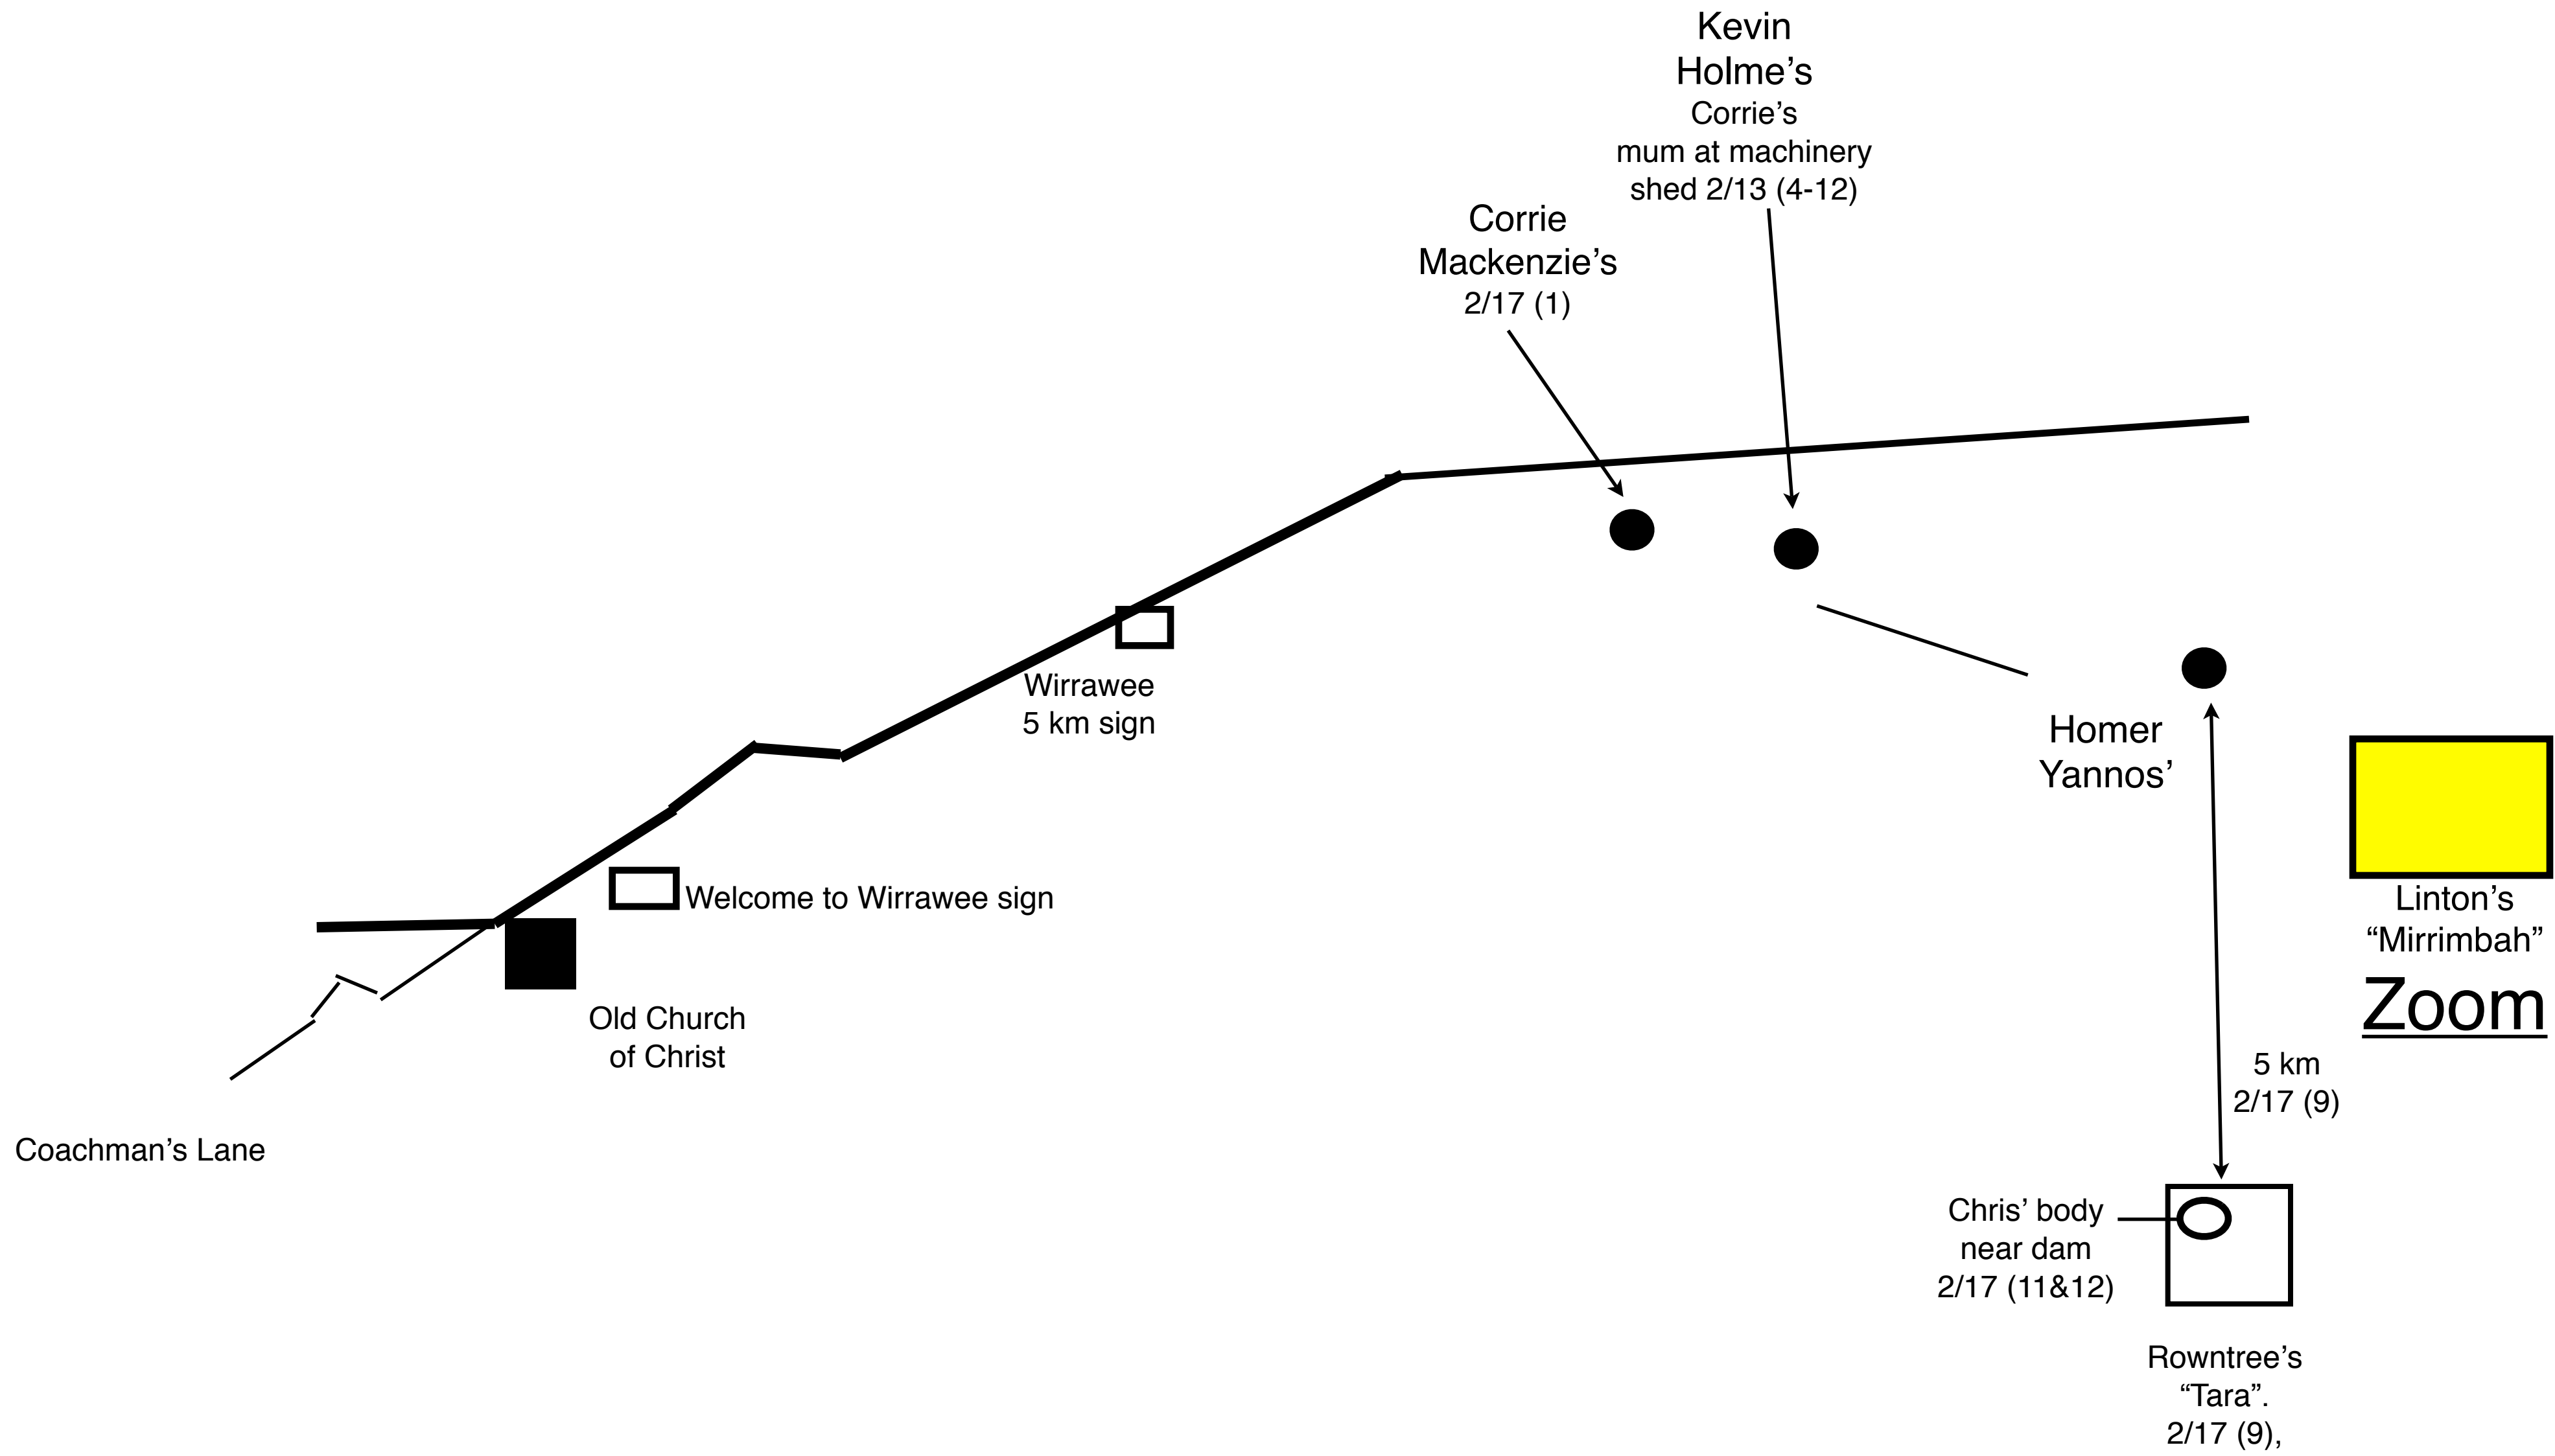 Kevin
Holme’s
Corrie’s
mum at machinery
shed 2/13 (4-12)
Corrie
Mackenzie’s
2/17 (1)
Wirrawee
5 km sign
Homer
Yannos’
Welcome to Wirrawee sign
Linton’s
“Mirrimbah”
Zoom
Old Church
of Christ
5 km
2/17 (9)
Coachman’s Lane
Chris’ body
near dam
2/17 (11&12)
Rowntree’s
“Tara”.
2/17 (9),